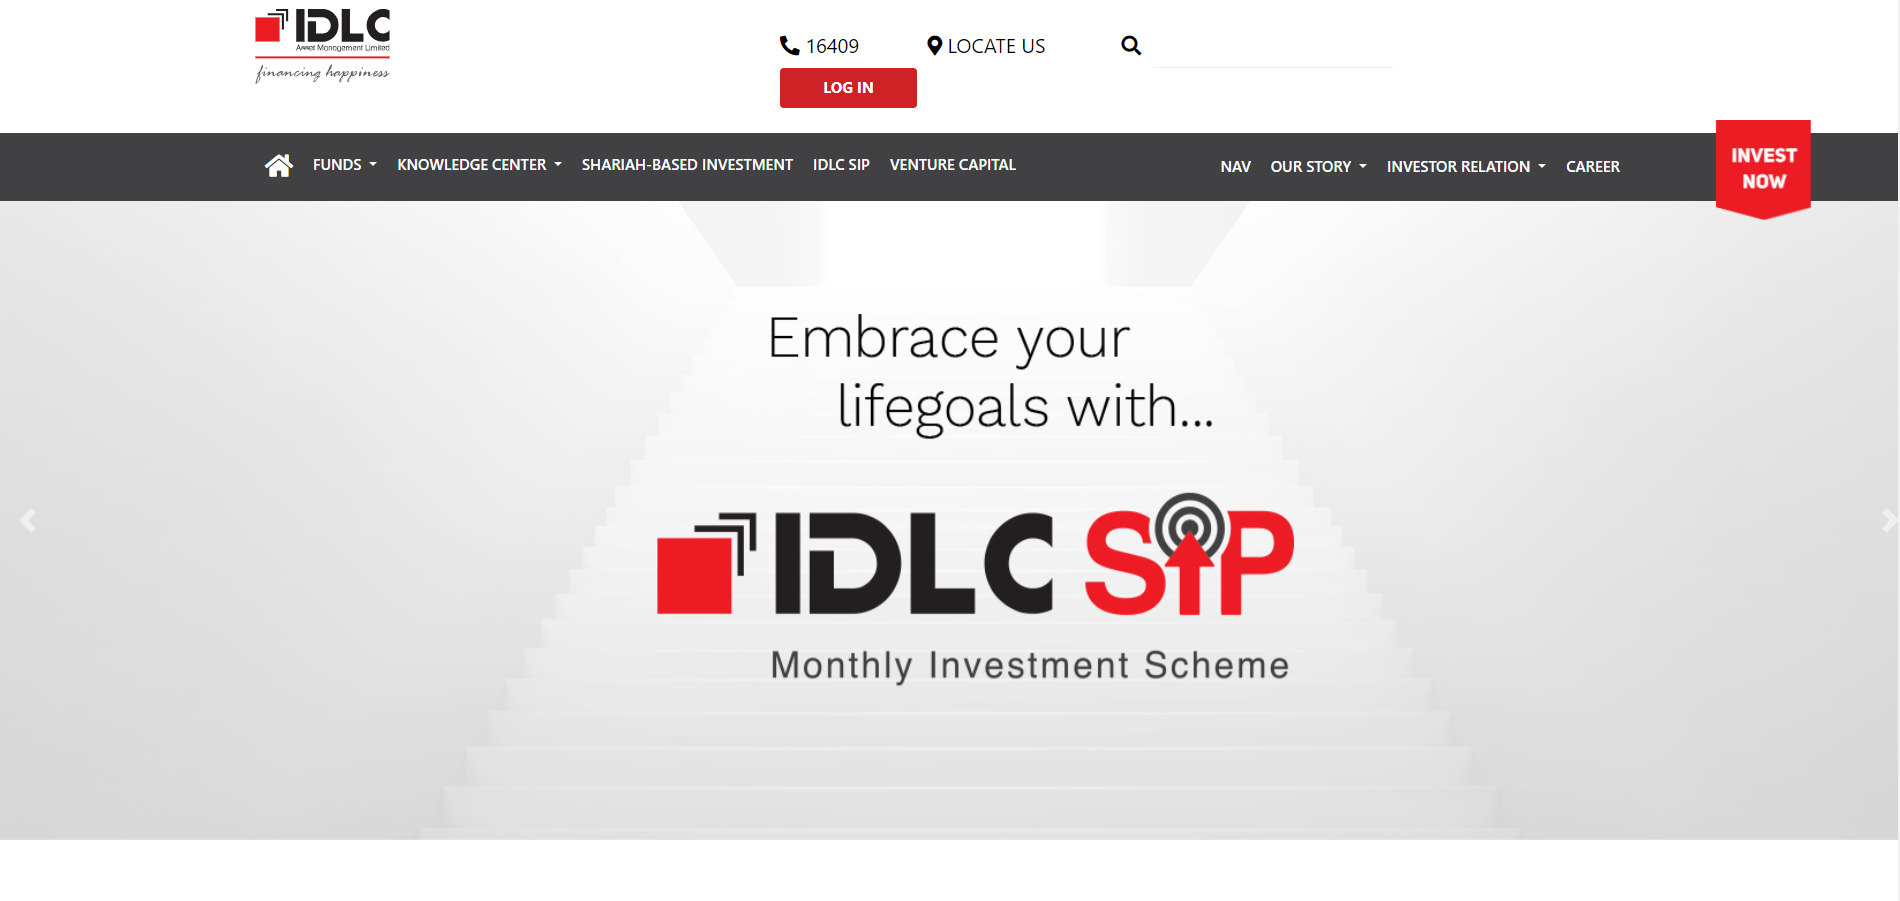 IDLC
Asset Management Limited
financing happiness
16409
LOCATE US
LOG IN
FUNDS
KNOWLEDGE CENTER
SHARIAH-BASED INVESTMENT
IDLC SIP
VENTURE CAPITAL
NAV
OUR STORY
INVESTOR RELATION
CAREER
INVEST
NOW
Embrace your
lifegoals with...
IDLC SIP
Monthly Investment Scheme